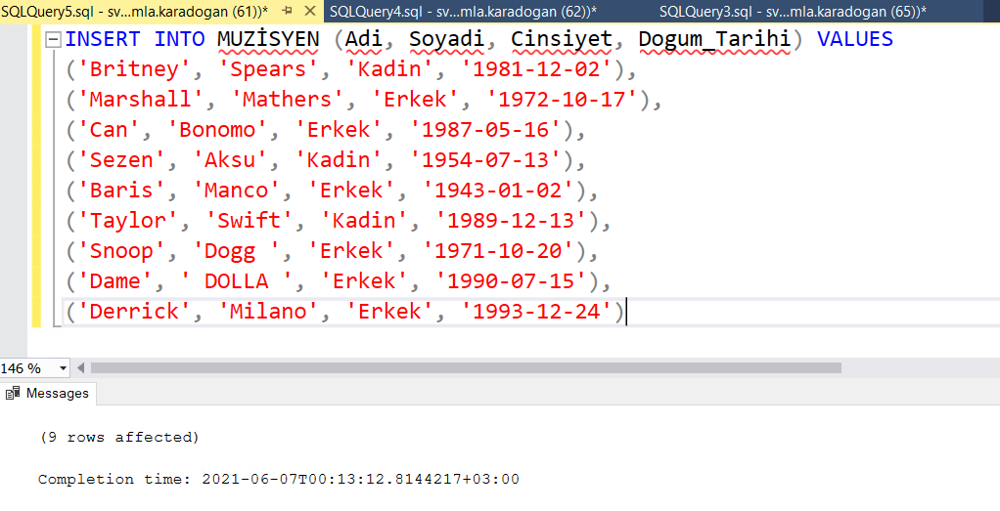 SQLQuery5.sql - sv...mla.karadogan (61))* SQLQuery4.sql - sv...mla.karadogan (62))* SQLQuery3.sql - sv...mla.karadogan (65))*
INSERT INTO MUZİSYEN (Adi, Soyadi, Cinsiyet, Dogum_Tarihi) VALUES
('Britney', 'Spears', 'Kadin', '1981-12-02'),
('Marshall', 'Mathers', 'Erkek', '1972-10-17'),
('Can', 'Bonomo', 'Erkek', '1987-05-16'),
('Sezen', 'Aksu', 'Kadin', '1954-07-13'),
('Baris', 'Manco', 'Erkek', '1943-01-02'),
('Taylor', 'Swift', 'Kadin', '1989-12-13'),
('Snoop', 'Dogg ', 'Erkek', '1971-10-20'),
('Dame', ' DOLLA ', 'Erkek', '1990-07-15'),
('Derrick', 'Milano', 'Erkek', '1993-12-24')
146 %
Messages
(9 rows affected)
Completion time: 2021-06-07T00:13:12.8144217+03:00